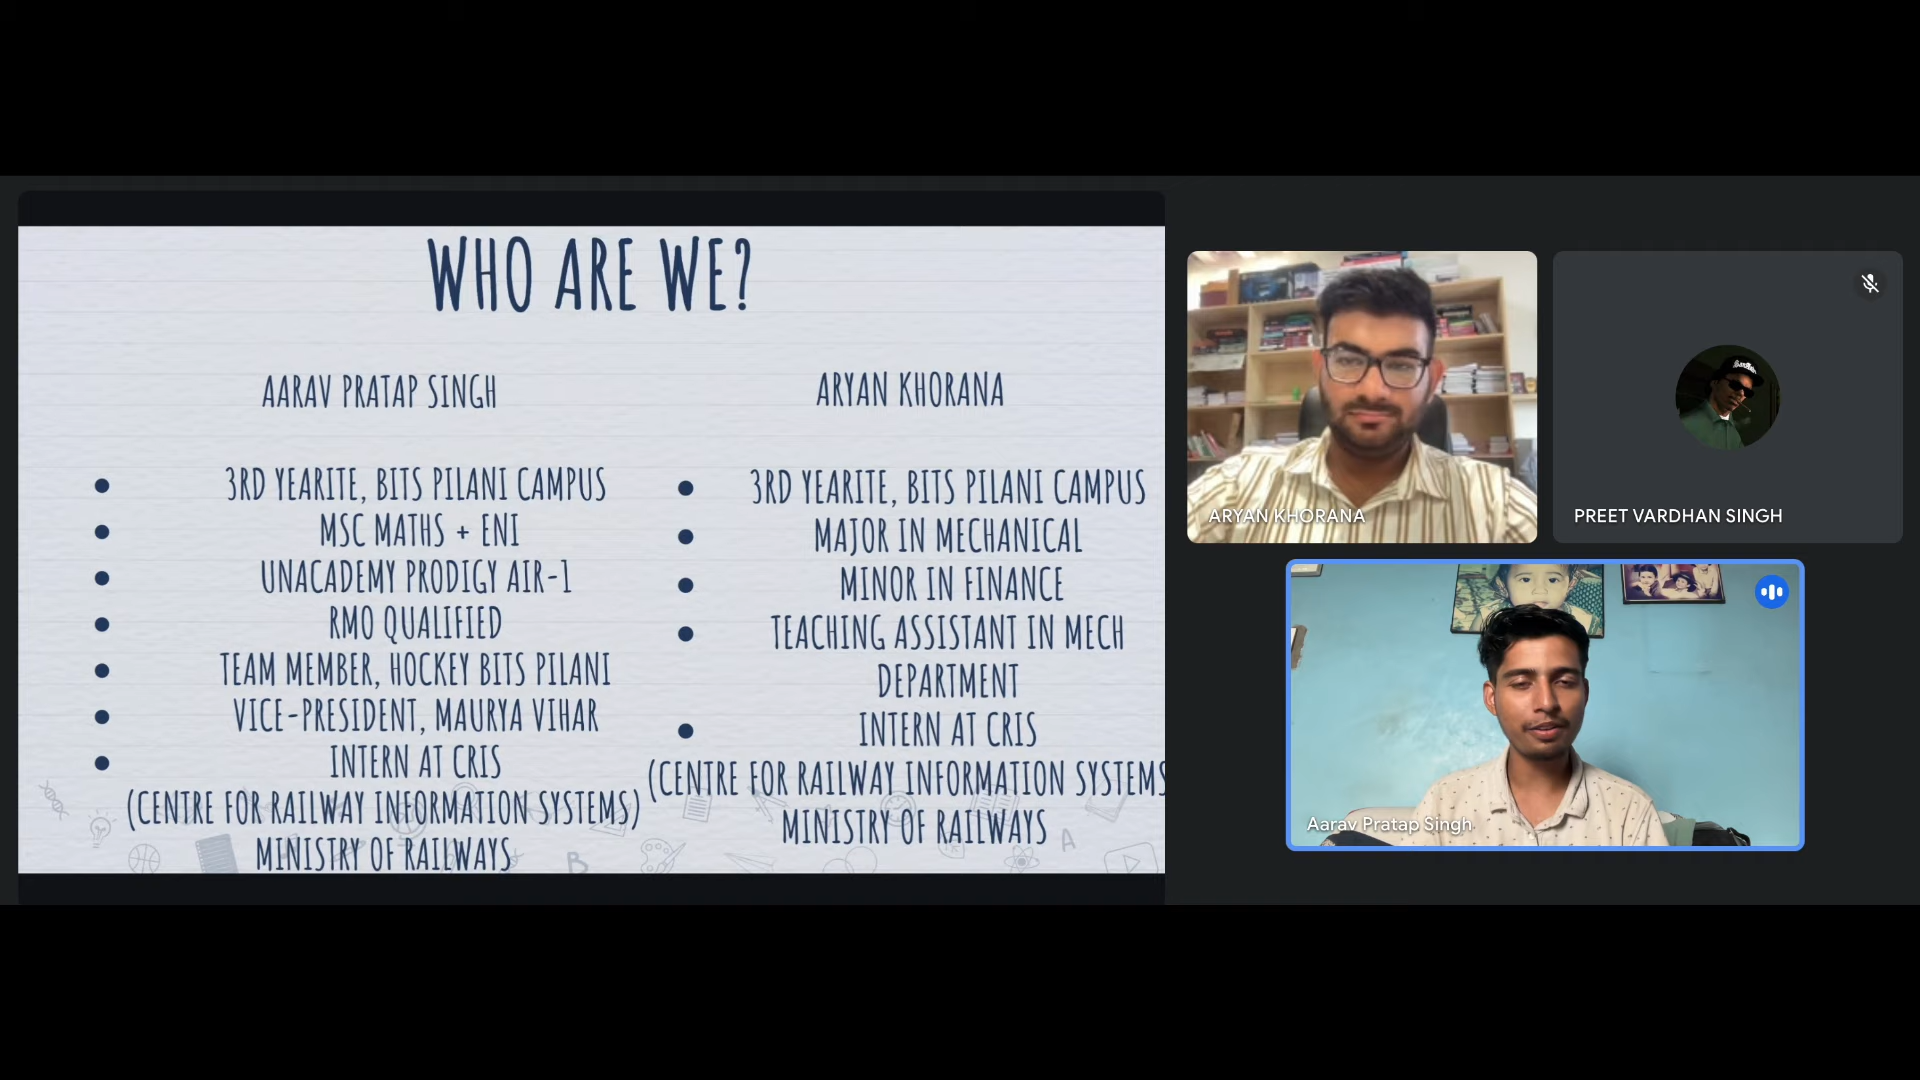 WHO ARE WE?
AARAV PRATAP SINGH
3RD YEARITE, BITS PILANI CAMPUS
MSC MATHS + ENI
UNACADEMY PRODIGY AIR-1
RMO QUALIFIED
TEAM MEMBER, HOCKEY BITS PILANI
VICE-PRESIDENT, MAURYA VIHAR
INTERN AT CRIS
(CENTRE FOR RAILWAY INFORMATION SYSTEMS)
MINISTRY OF RAILWAYS
ARYAN KHORANA
3RD YEARITE, BITS PILANI CAMPUS
MAJOR IN MECHANICAL
MINOR IN FINANCE
TEACHING ASSISTANT IN MECH
DEPARTMENT
INTERN AT CRIS
(CENTRE FOR RAILWAY INFORMATION SYSTEMS
MINISTRY OF RAILWAYS
ARYAN KHORANA
PREET VARDHAN SINGH
Aarav Pratap Singh